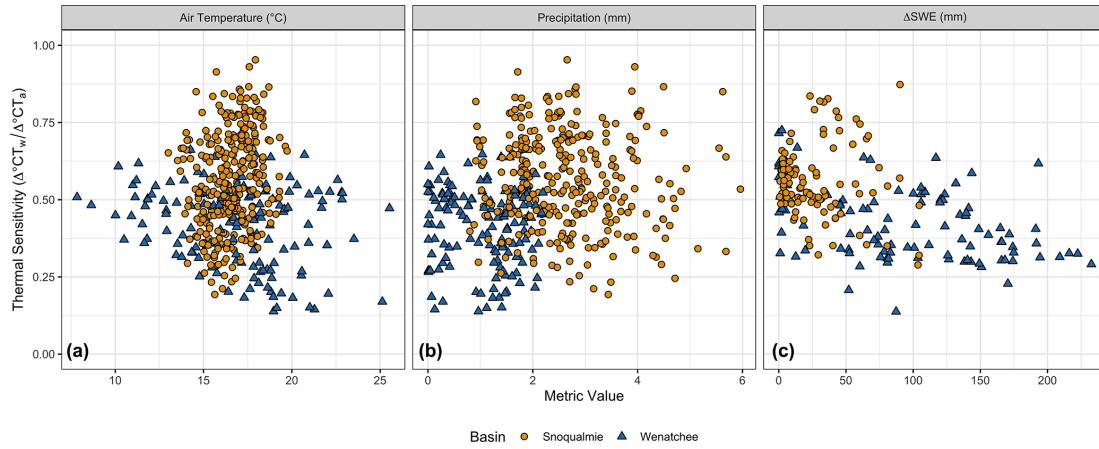 Air Temperature (°C) Precipitation (mm) ΔSWE (mm)
Thermal Sensitivity (Δ°CTw/Δ°CTa)
1.00
0.75
0.50
0.25
0.00
(a) (b) (c)
10 15 20 25 0 2 4 6 0 50 100 150 200
Metric Value
Basin Snoqualmie Wenatchee